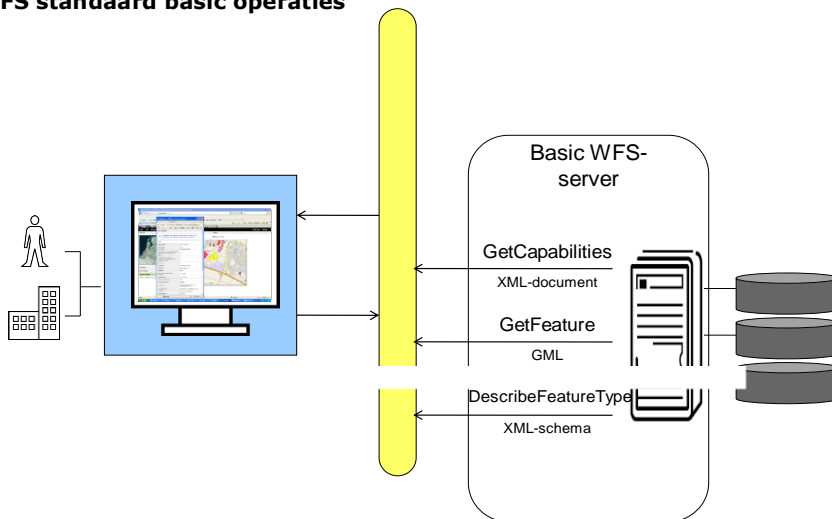 FS standaard basic operaties
Basic WFS-
server
GetCapabilities
XML-document
GetFeature
GML
DescribeFeatureType
XML-schema